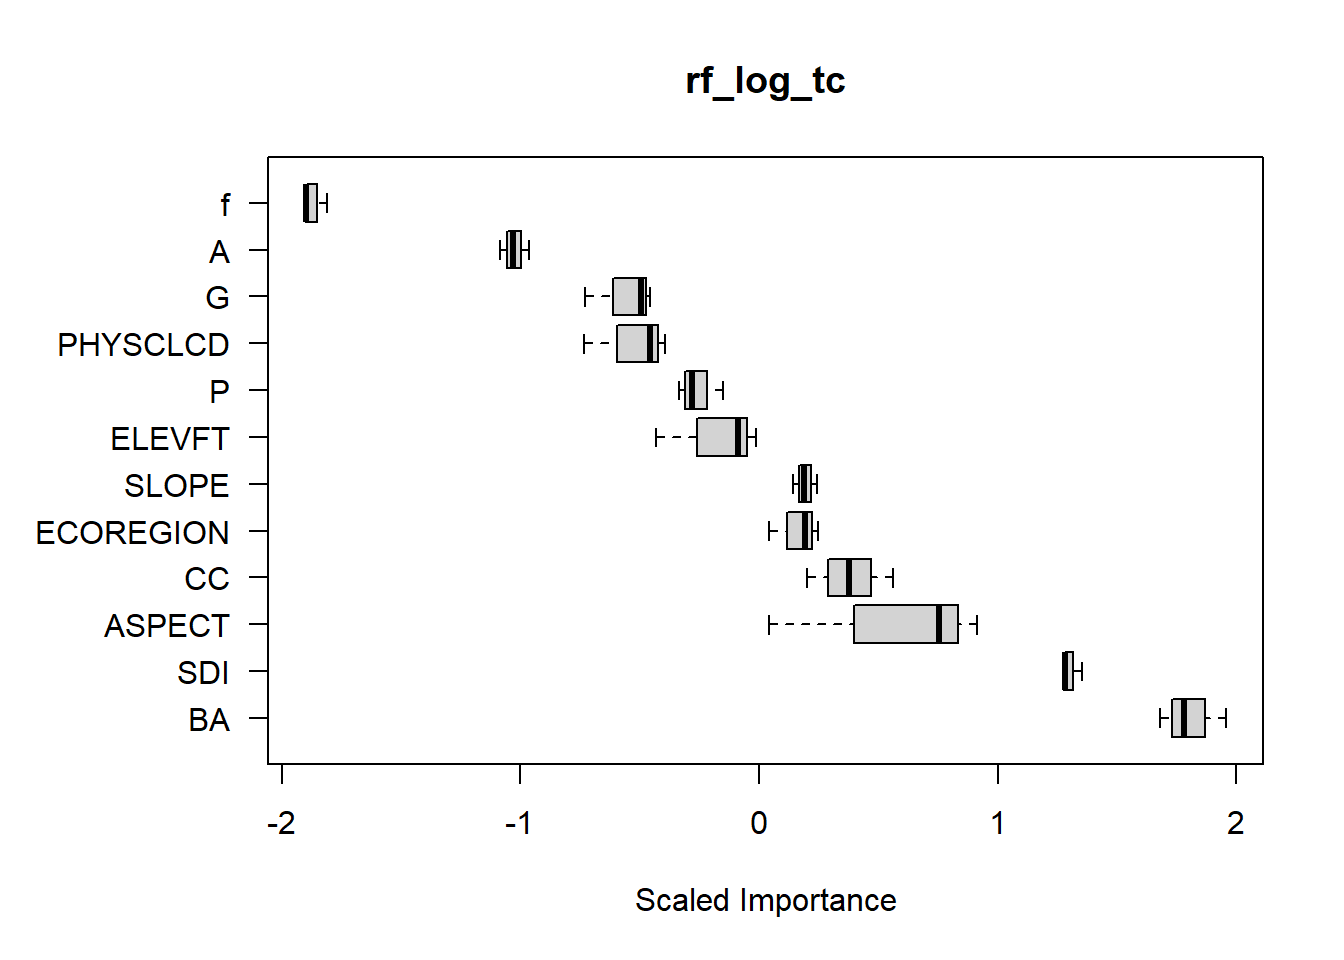 rf_log_tc
f
A
G
PHYSCLCD
P
ELEVFT
SLOPE
ECOREGION
CC
ASPECT
SDI
BA
-2 -1 0 1 2
Scaled Importance